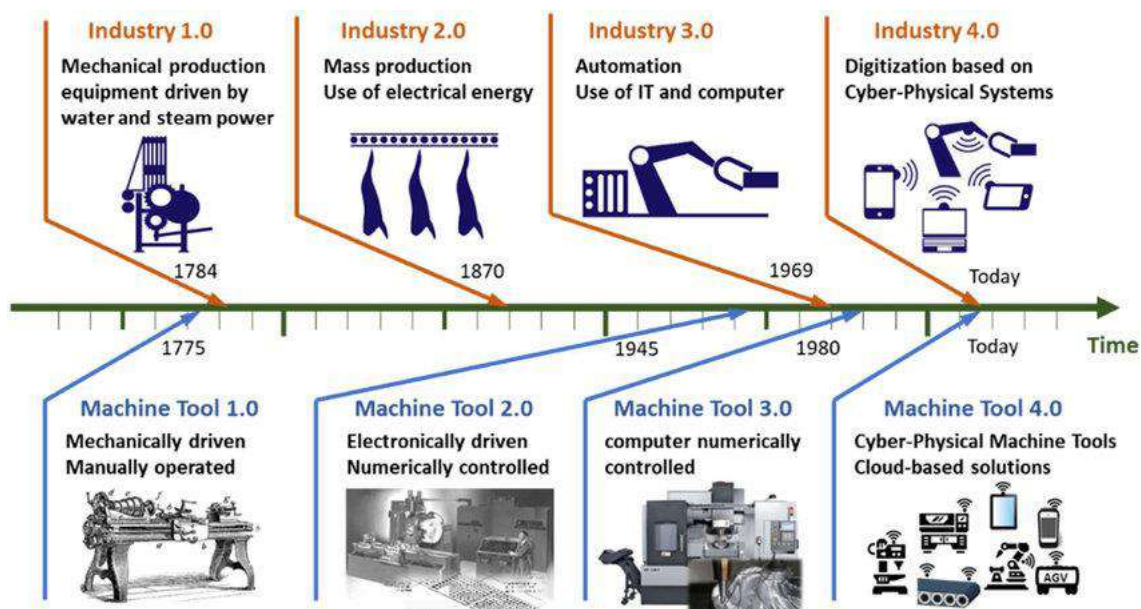 Industry 1.0
Mechanical production
equipment driven by
water and steam power
Industry 2.0
Mass production
Use of electrical energy
Industry 3.0
Automation
Use of IT and computer
Industry 4.0
Digitization based on
Cyber-Physical Systems
1784
1870
1969
Today
1775
1945
1980
Today
Time
Machine Tool 1.0
Mechanically driven
Manually operated
Machine Tool 2.0
Electronically driven
Numerically controlled
Machine Tool 3.0
computer numerically
controlled
Machine Tool 4.0
Cyber-Physical Machine Tools
Cloud-based solutions
AGV